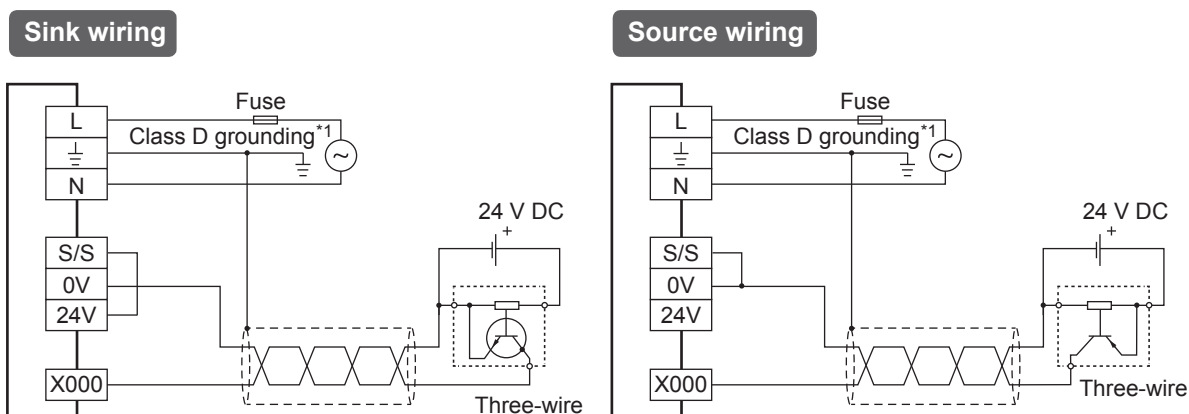 Sink wiring
Fuse
L
Class D grounding*1
N
24 V DC
+
S/S
0V
24V
X000
Three-wire
Source wiring
Fuse
L
Class D grounding*1
N
24 V DC
+
S/S
0V
24V
X000
Three-wire